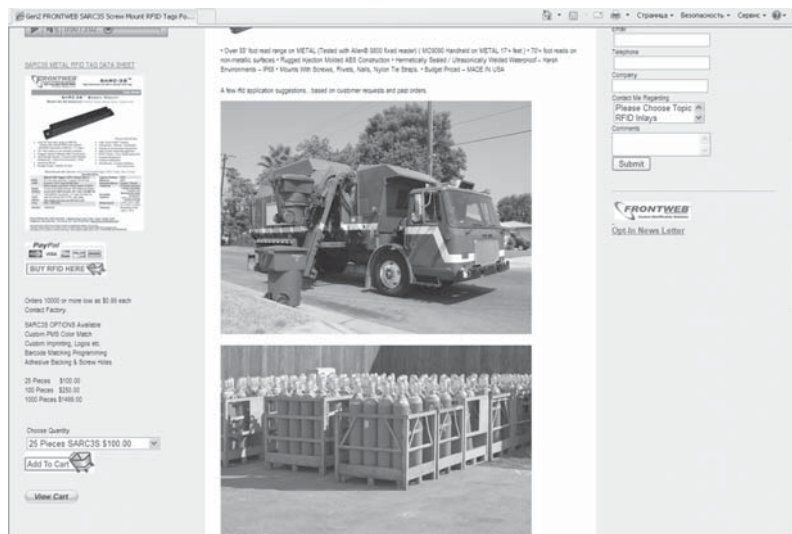 Gen2 FRONTWEB SARC3S Screw Mount RFID Tags Po...
Страница
Безопасность
Сервис
SARC3S METAL RFID TAG DATA SHEET
FRONTWEB
SARC-3S
PayPal
VISA
BUY RFID HERE
Orders 10000 or more low as $0.89 each
Contact Factory.
SARC3S OPTIONS Available
Custom PMS Color Match
Custom Imprinting, Logos etc.
Barcode Matching Programming
Adhesive Backing & Screw Holes
25 Pieces $100.00
100 Pieces $250.00
1000 Pieces $1499.00
Choose Quantity
25 Pieces SARC3S $100.00
Add To Cart
View Cart
• Over 55' foot read range on METAL (Tested with Alien 9800 fixed reader) ( MC9090 Handheld on METAL 17+ feet ) • 70'+ foot reads on
non-metallic surfaces • Rugged Injection Molded ABS Construction • Hermetically Sealed / Ultrasonically Welded Waterproof – Harsh
Environments – IP68 • Mounts With Screws, Rivets, Nails, Nylon Tie Straps. • Budget Priced – MADE IN USA
A few rfid application suggestions.. based on customer requests and past orders.
Email
Telephone
Company
Contact Me Regarding
Please Choose Topic
RFID Inlays
Comments
Submit
FRONTWEB
Opt-In News Letter